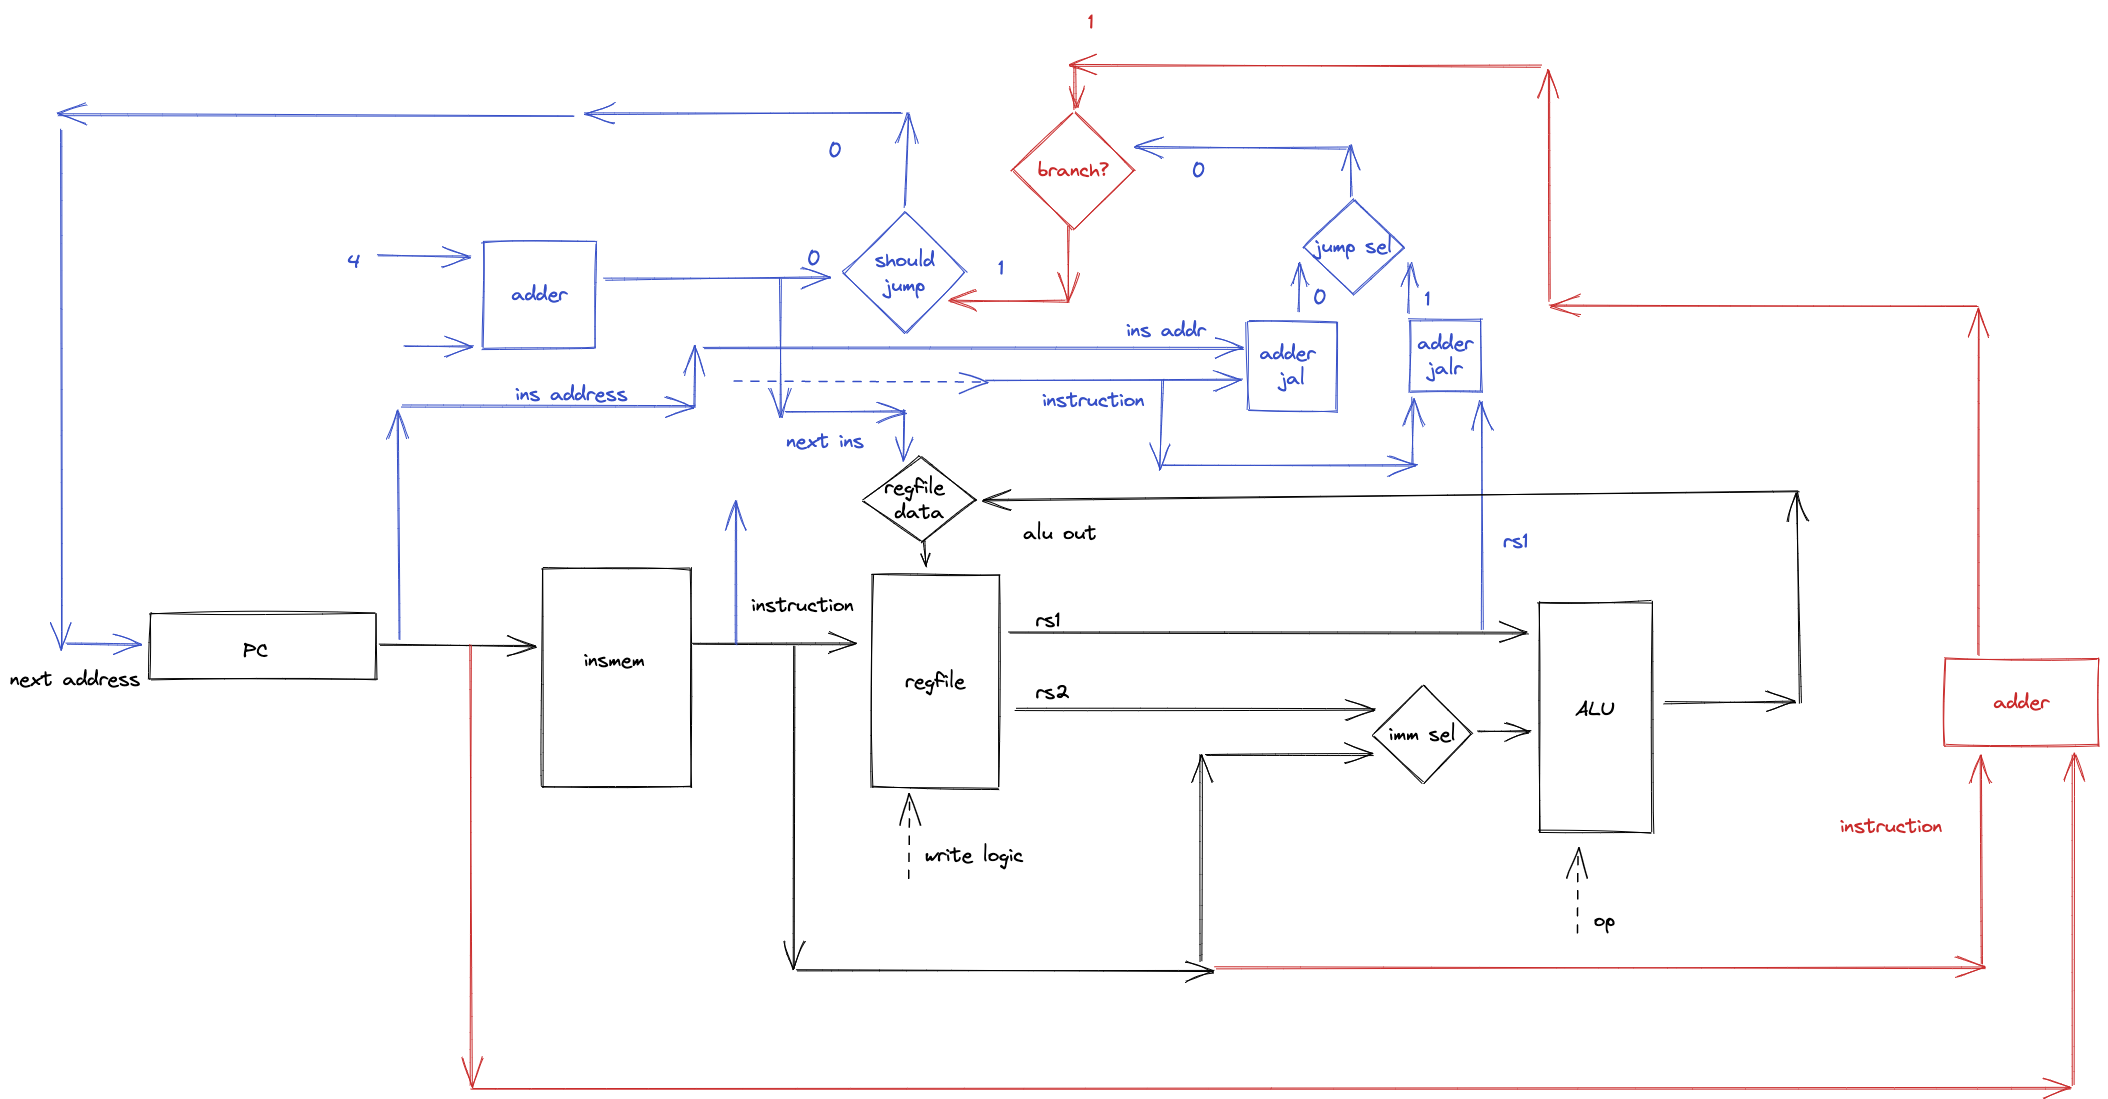 1
branch?
0
0
jump sel
4
adder
0
should
jump
1
0
1
ins addr
adder
jal
adder
jalr
ins address
instruction
next ins
regfile
data
alu out
rs1
instruction
rs1
PC
insmem
next address
regfile
rs2
imm sel
ALU
adder
instruction
write logic
op